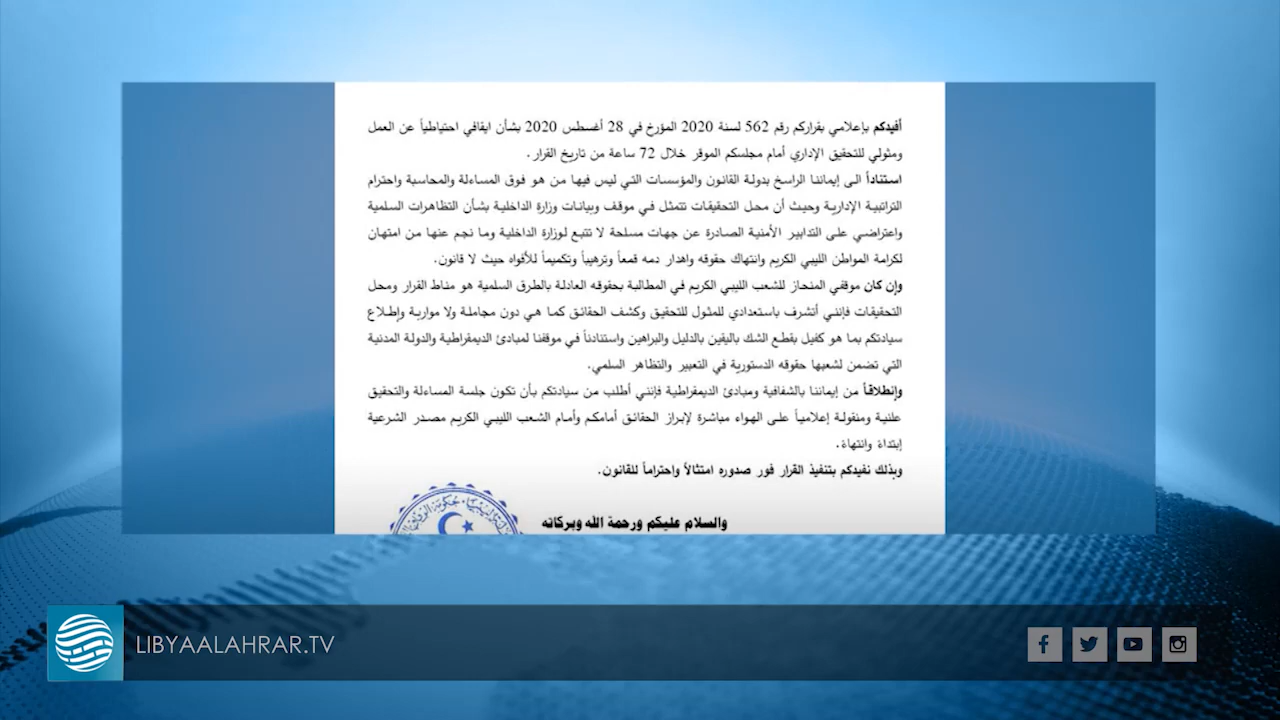 أفيدكم بإعلامي بقراركم رقم 562 لسنة 2020 المؤرخ في 28 أغسطس 2020 بشأن ايقافي احتياطياً عن العمل
ومثولي للتحقيق الإداري أمام مجلسكم الموقر خلال 72 ساعة من تاريخ القرار.
استناداً الى إيماننا الراسخ بدولة القانون والمؤسسات التي ليس فيها من هو فوق المساءلة والمحاسبة واحترام
التراتبية الإدارية وحيث أن محل التحقيقات تتمثل في موقف وبيانات وزارة الداخلية بشأن التظاهرات السلمية
واعتراضي على التدابير الأمنية الصادرة عن جهات مسلحة لا تتبع لوزارة الداخلية وما نجم عنها من امتهان
لكرامة المواطن الليبي الكريم وانتهاك حقوقه واهدار دمه قمعاً وترهيباً وتكميماً للأفواه حيث لا قانون.
وإن كان موقفي المنحاز للشعب الليبي الكريم في المطالبة بحقوقه العادلة بالطرق السلمية هو مناط القرار ومحل
التحقيقات فإنني أتشرف باستعدادي للمثول للتحقيق وكشف الحقائق كما هي دون مجاملة ولا مواربة وإطلاع
سيادتكم بما هو كفيل بقطع الشك باليقين بالدليل والبراهين واستنادناً في موقفنا لمبادئ الديمقراطية والدولة المدنية
التي تضمن لشعبها حقوقه الدستورية في التعبير والتظاهر السلمي.
وإنطلاقاً من إيماننا بالشفافية ومبادئ الديمقراطية فإنني أطلب من سيادتكم بأن تكون جلسة المساءلة والتحقيق
علنية ومنقولة إعلامياً على الهواء مباشرة لإبراز الحقائق أمامكم وأمام الشعب الليبي الكريم مصدر الشرعية
إبتداءً وانتهاءً.
وبذلك نفيدكم بتنفيذ القرار فور صدوره امتثالاً واحتراماً للقانون.
والسلام عليكم ورحمة الله وبركاته
LIBYAALAHRAR.TV